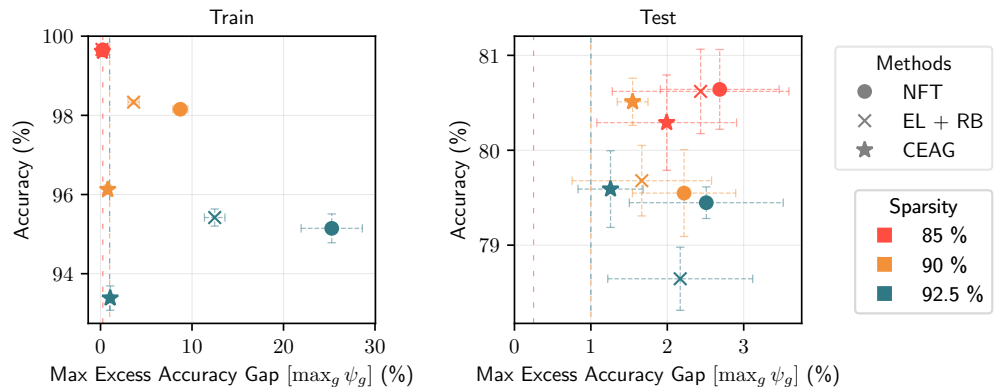 Train
Test
100
98
96
94
Accuracy (%)
0
10
20
30
Max Excess Accuracy Gap [max_g ψ_g] (%)
81
80
79
Accuracy (%)
0
1
2
3
Max Excess Accuracy Gap [max_g ψ_g] (%)
Methods
NFT
EL + RB
CEAG
Sparsity
85 %
90 %
92.5 %